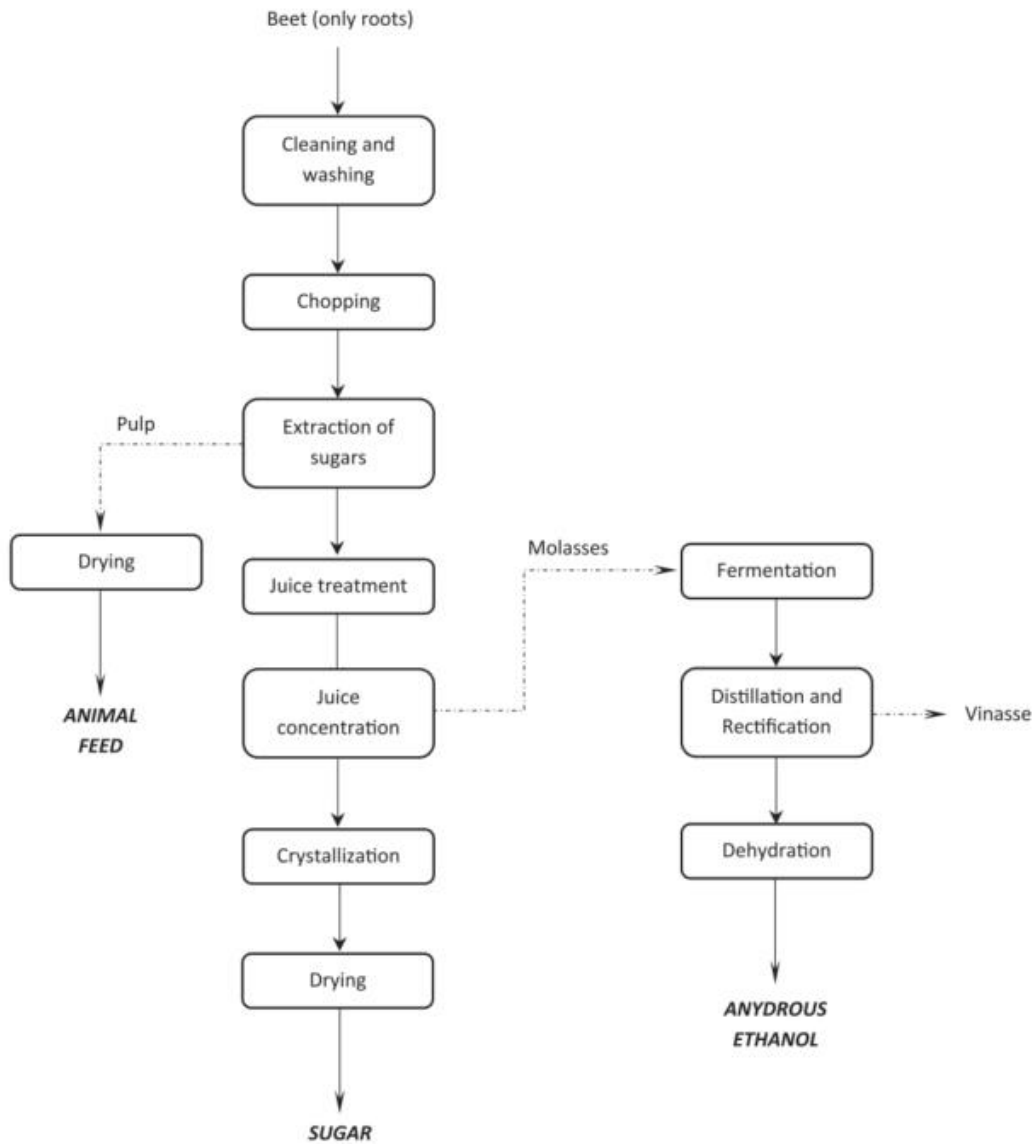 Beet (only roots)
Cleaning and
washing
Chopping
Extraction of
sugars
Pulp
Drying
ANIMAL
FEED
Juice treatment
Juice
concentration
Molasses
Fermentation
Distillation and
Rectification
Vinasse
Dehydration
ANYDROUS
ETHANOL
Crystallization
Drying
SUGAR